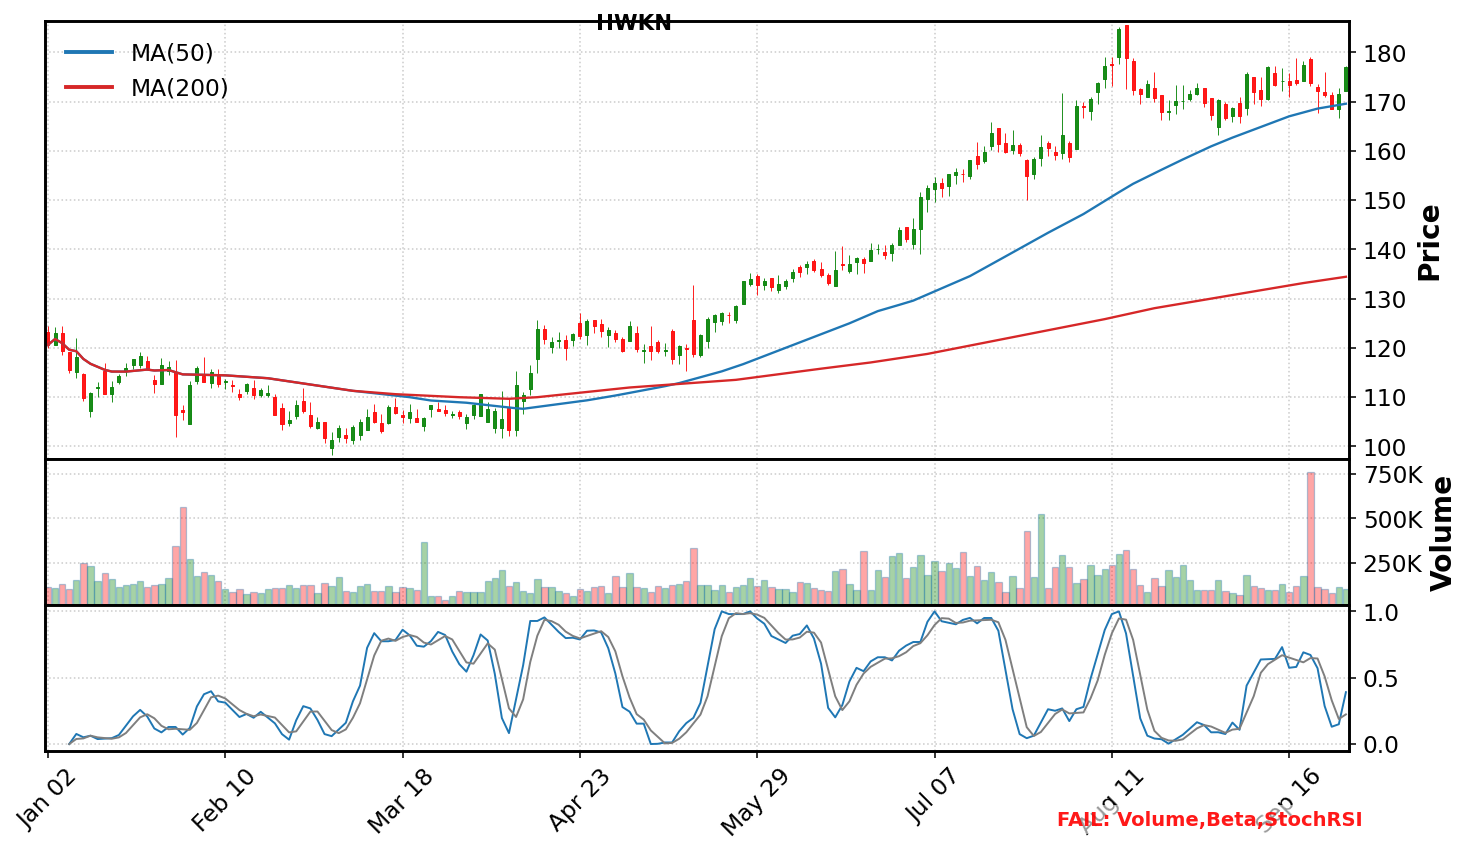 HWKN
MA(50)
MA(200)
180
170
160
150
140
130
120
110
100
Price
750K
500K
250K
Volume
1.0
0.5
0.0
Jan 02
Feb 10
Mar 18
Apr 23
May 29
Jul 07
Aug 11
Sep 16
FAIL: Volume,Beta,StochRSI